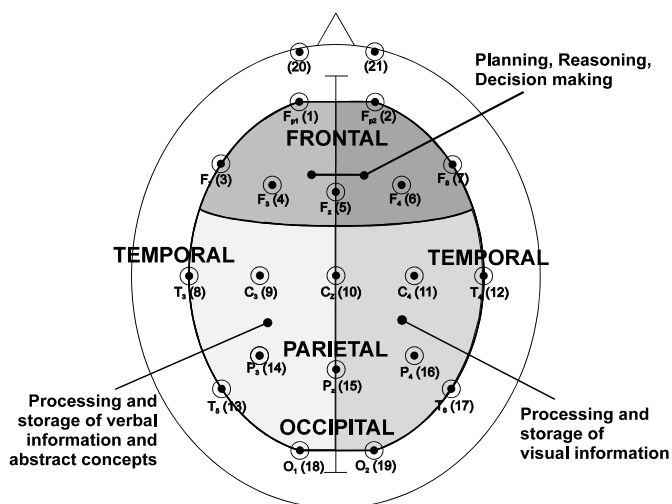 (20) (21)
Planning, Reasoning,
Decision making
Fp1 (1) Fp2 (2)
FRONTAL
F7 (3) F8 (7)
F3 (4) Fz (5) F4 (6)
TEMPORAL TEMPORAL
T3 (8) C3 (9) CZ (10) C4 (11) T4 (12)
PARIETAL
P3 (14) Pz (15) P4 (16)
T5 (13) T6 (17)
Processing and
storage of verbal
information and
abstract concepts
Processing and
storage of
visual information
OCCIPITAL
O1 (18) O2 (19)